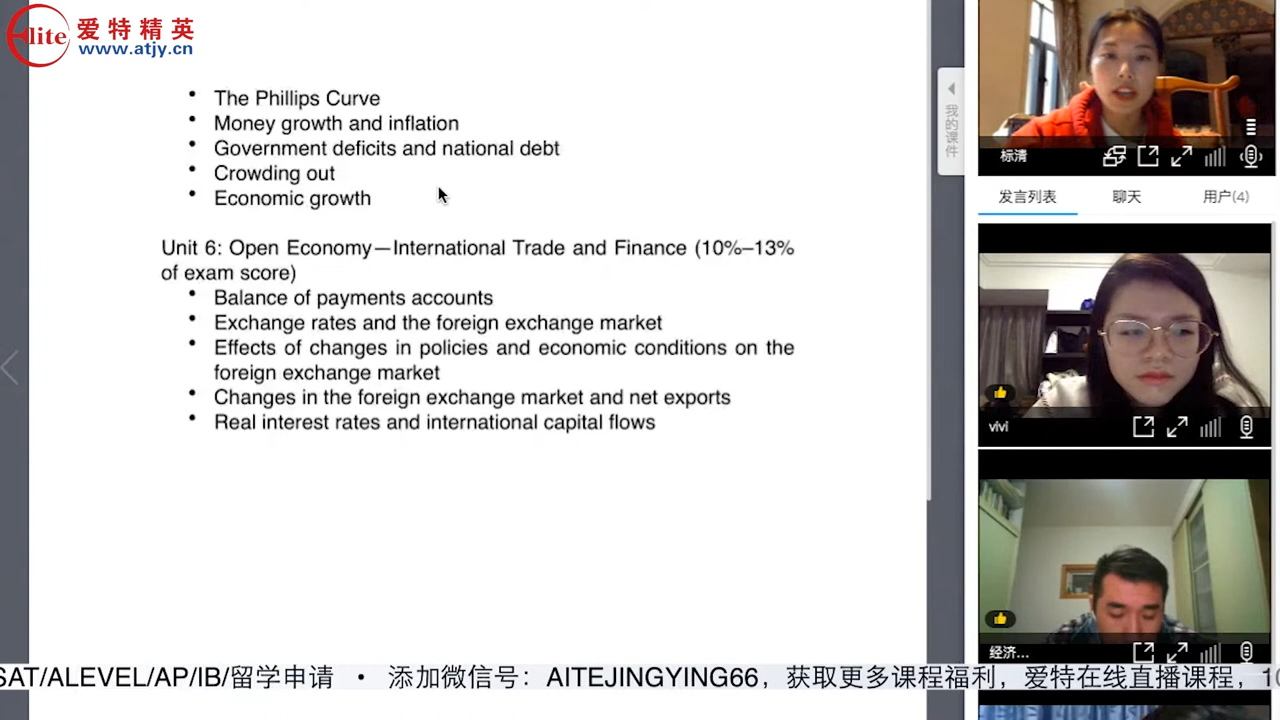 Elite 爱特精英
www.atjy.cn
• The Phillips Curve
• Money growth and inflation
• Government deficits and national debt
• Crowding out
• Economic growth
Unit 6: Open Economy—International Trade and Finance (10%–13%
of exam score)
• Balance of payments accounts
• Exchange rates and the foreign exchange market
• Effects of changes in policies and economic conditions on the
foreign exchange market
• Changes in the foreign exchange market and net exports
• Real interest rates and international capital flows
我的课件
标清
发言列表 聊天 用户(4)
vivi
经济...
SAT/ALEVEL/AP/IB/留学申请 • 添加微信号：AITEJINGYING66，获取更多课程福利，爱特在线直播课程，